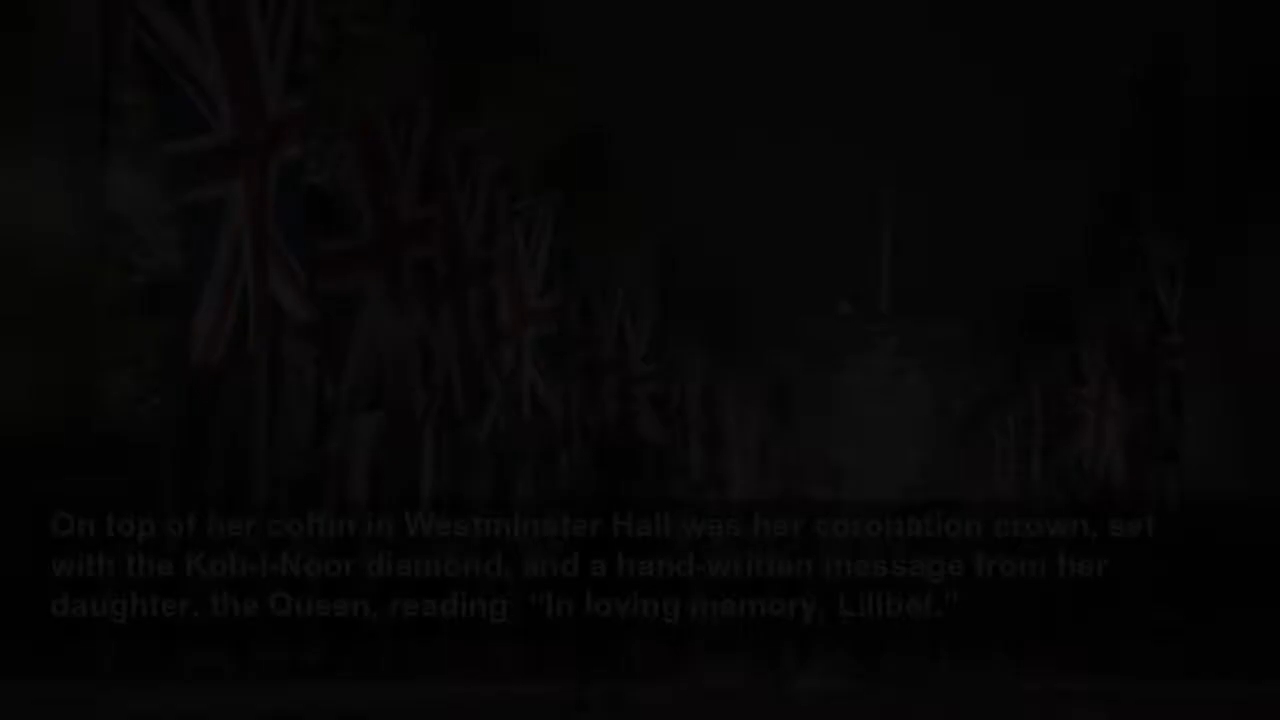 On top of her coffin in Westminster Hall was her coronation crown, set
with the Koh-i-Noor diamond, and a hand-written message from her
daughter, the Queen, reading  "In loving memory, Lilibet."